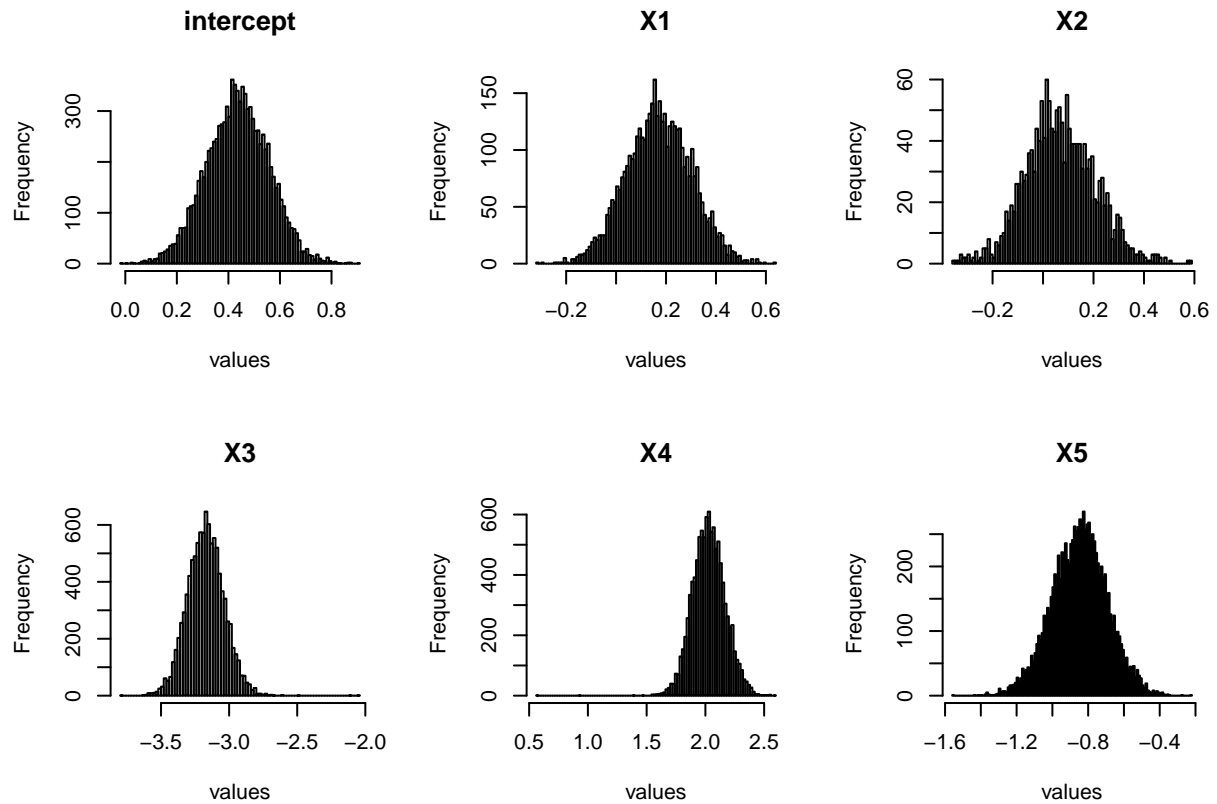 intercept
Frequency
0 100 300
0.0 0.2 0.4 0.6 0.8
values
X1
Frequency
0 50 100 150
−0.2 0.2 0.4 0.6
values
X2
Frequency
0 20 40 60
−0.2 0.2 0.6
values
X3
Frequency
0 200 400 600
−3.5 −3.0 −2.5 −2.0
values
X4
Frequency
0 200 400 600
0.5 1.0 1.5 2.0 2.5
values
X5
Frequency
0 100 200
−1.6 −1.2 −0.8 −0.4
values